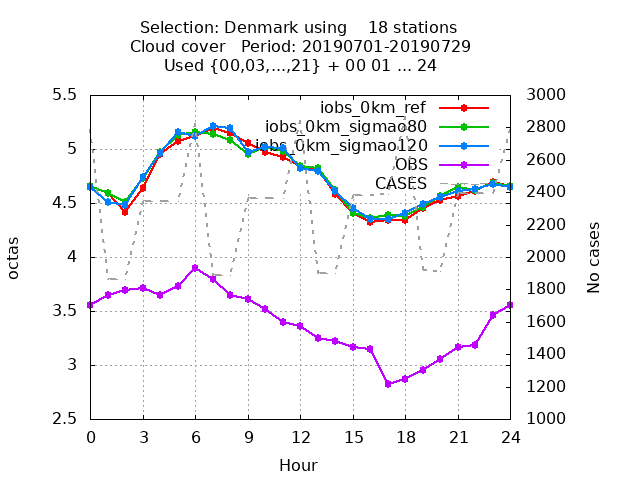 Selection: Denmark using 18 stations
Cloud cover Period: 20190701-20190729
Used {00,03,...,21} + 00 01 ... 24
iobs_0km_ref
iobs_0km_sigmao80
iobs_0km_sigmao120
OBS
CASES
5.5
5
4.5
4
3.5
3
2.5
octas
3000
2800
2600
2400
2200
2000
1800
1600
1400
1200
1000
No cases
0 3 6 9 12 15 18 21 24
Hour